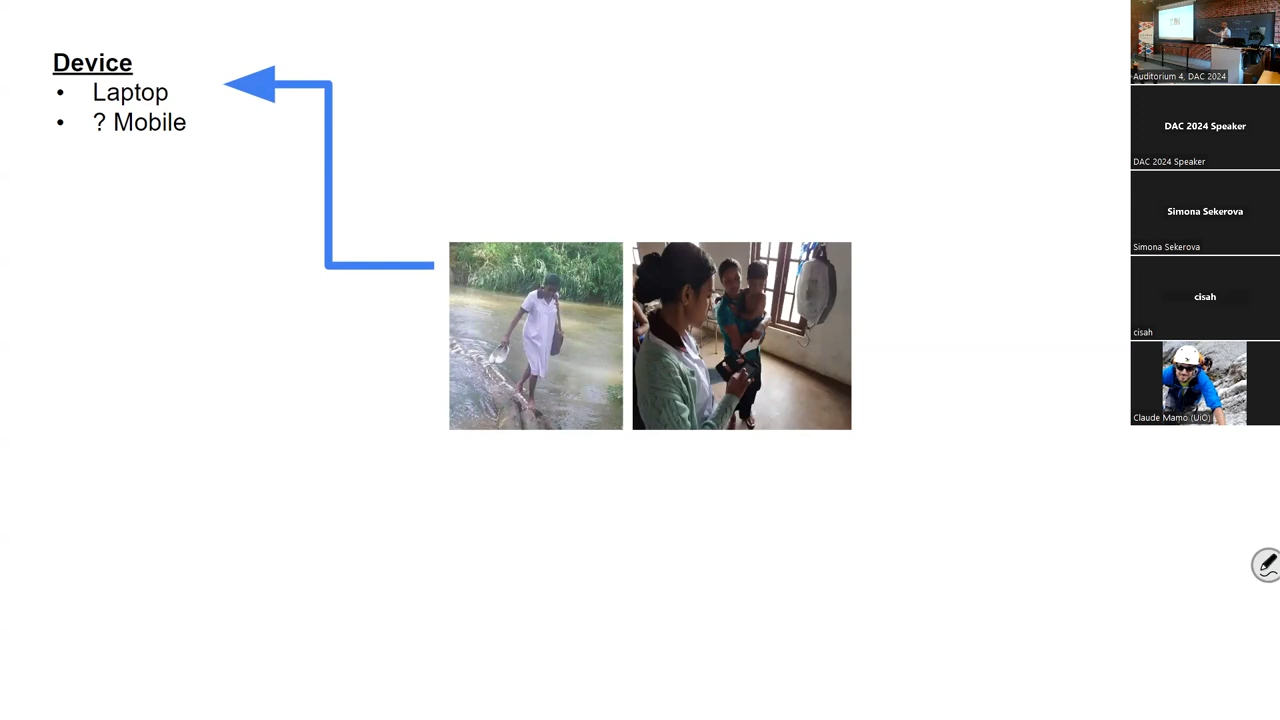 Device
• Laptop
• ? Mobile
Auditorium 4, DAC 2024
DAC 2024 Speaker
DAC 2024 Speaker
Simona Sekerova
Simona Sekerova
cisah
cisah
Claude Mamo (UiO)